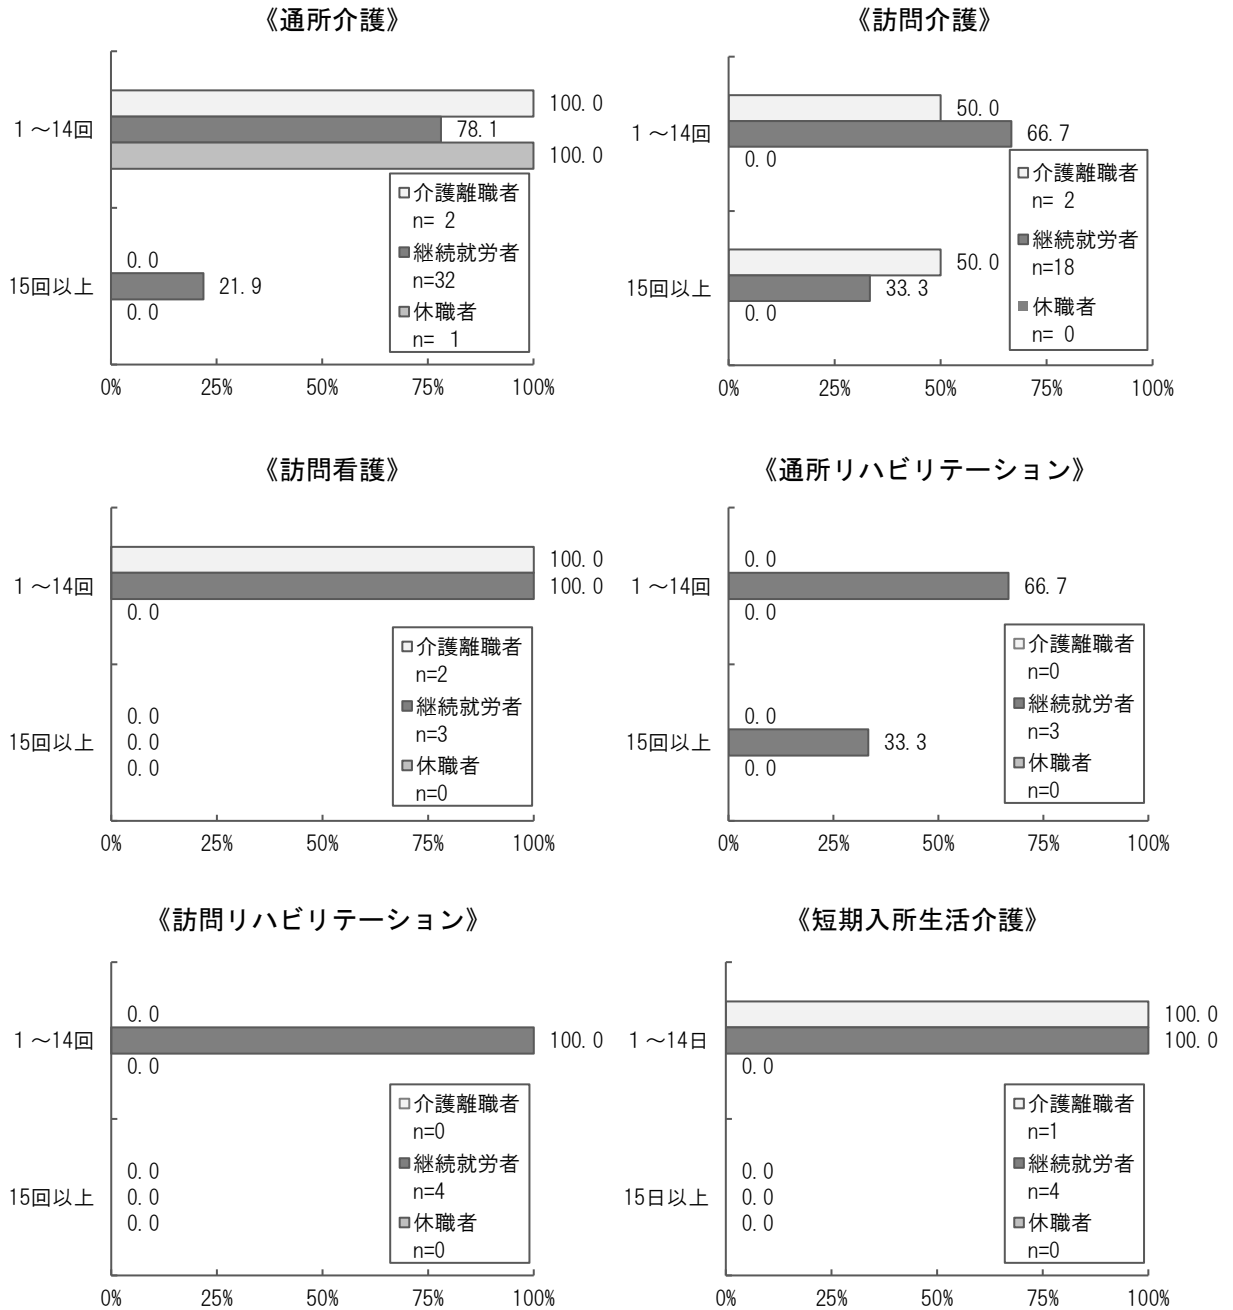 《通所介護》
1～14回
100.0
78.1
100.0
15回以上
0.0
21.9
0.0
介護離職者
n= 2
継続就労者
n=32
休職者
n= 1
0% 25% 50% 75% 100%
《訪問介護》
1～14回
50.0
66.7
0.0
15回以上
50.0
33.3
0.0
介護離職者
n= 2
継続就労者
n=18
休職者
n= 0
0% 25% 50% 75% 100%
《訪問看護》
1～14回
100.0
100.0
0.0
15回以上
0.0
0.0
0.0
介護離職者
n=2
継続就労者
n=3
休職者
n=0
0% 25% 50% 75% 100%
《通所リハビリテーション》
1～14回
0.0
66.7
0.0
15回以上
0.0
33.3
0.0
介護離職者
n=0
継続就労者
n=3
休職者
n=0
0% 25% 50% 75% 100%
《訪問リハビリテーション》
1～14回
0.0
100.0
0.0
15回以上
0.0
0.0
0.0
介護離職者
n=0
継続就労者
n=4
休職者
n=0
0% 25% 50% 75% 100%
《短期入所生活介護》
1～14日
100.0
100.0
0.0
15日以上
0.0
0.0
0.0
介護離職者
n=1
継続就労者
n=4
休職者
n=0
0% 25% 50% 75% 100%